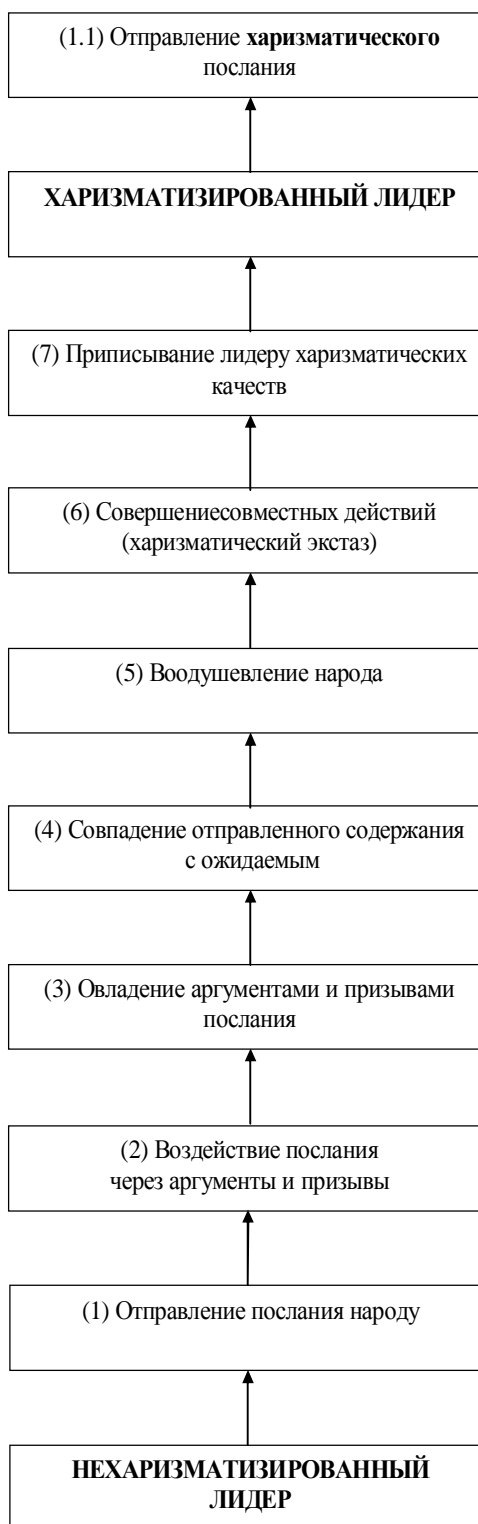 (1.1) Отправление харизматического
послания
ХАРИЗМАТИЗИРОВАННЫЙ ЛИДЕР
(7) Приписывание лидеру харизматических
качеств
(6) Совершениесовместных действий
(харизматический экстаз)
(5) Воодушевление народа
(4) Совпадение отправленного содержания
с ожидаемым
(3) Овладение аргументами и призывами
послания
(2) Воздействие послания
через аргументы и призывы
(1) Отправление послания народу
НЕХАРИЗМАТИЗИРОВАННЫЙ
ЛИДЕР